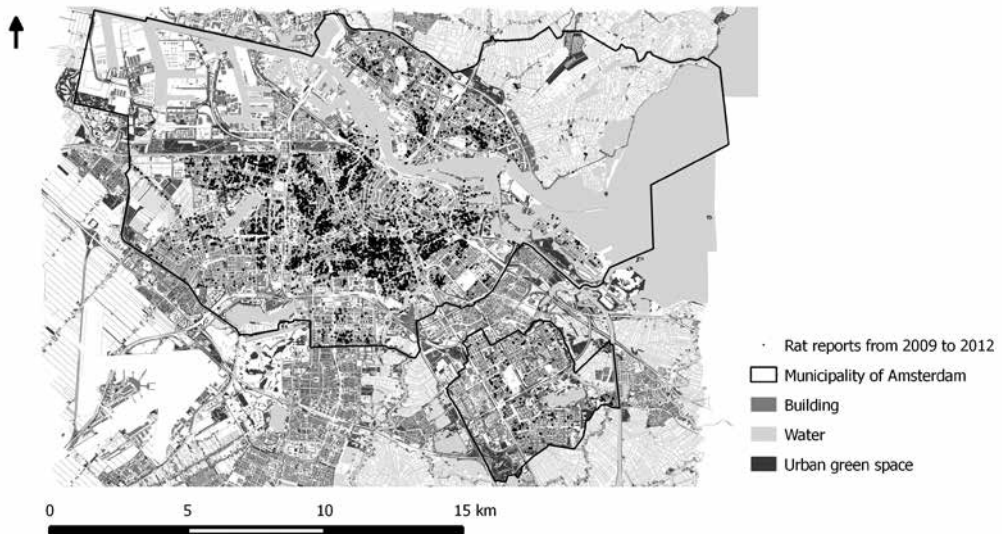 Rat reports from 2009 to 2012
Municipality of Amsterdam
Building
Water
Urban green space
0 5 10 15 km